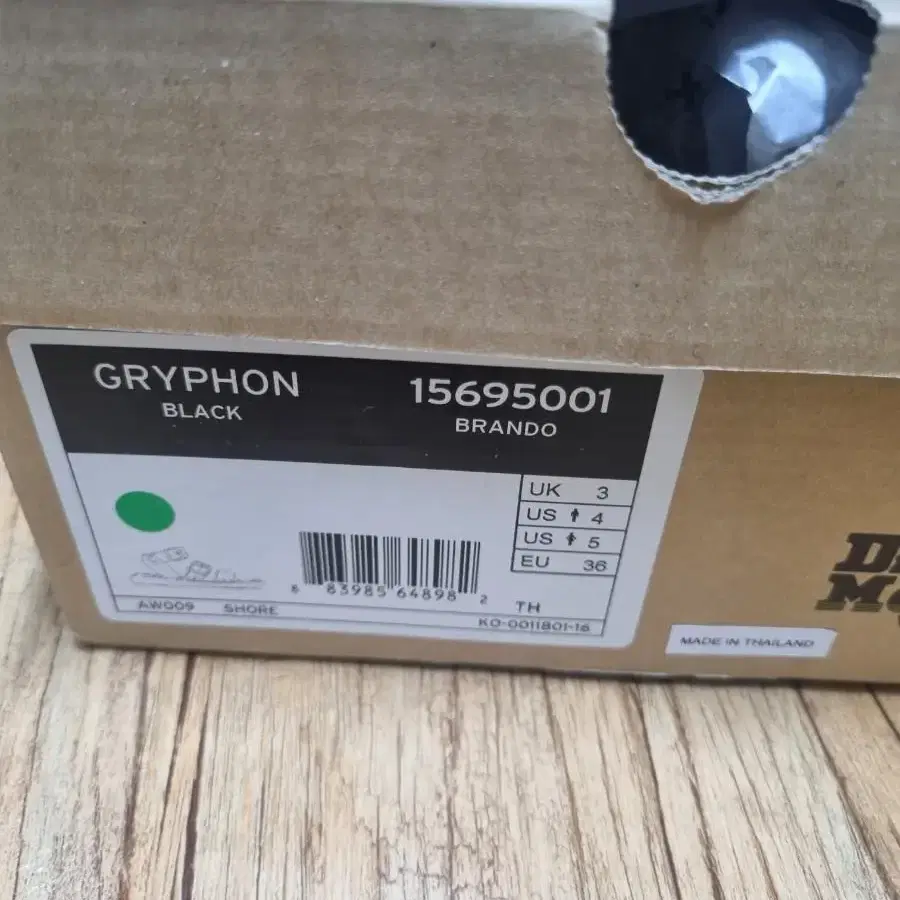 GRYPHON
BLACK
15695001
BRANDO
UK 3
US 4
US 5
EU 36
8 83985 64898 2
TH
AW009 SHORE
KO-0011801-16
MADE IN THAILAND